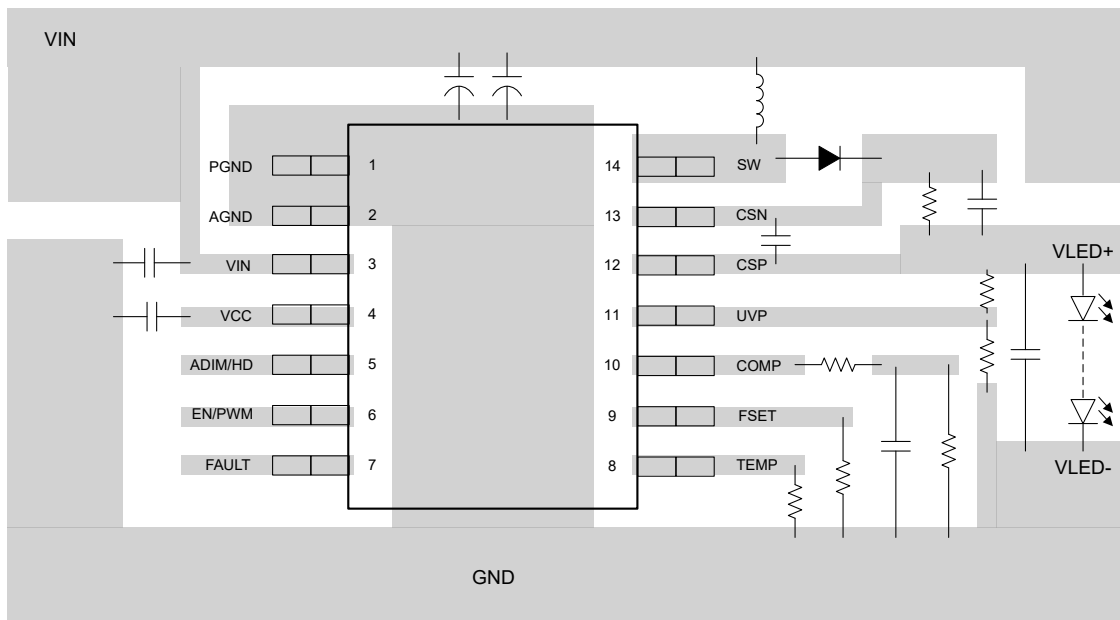 VIN
PGND 1 14 SW
AGND 2 13 CSN
VIN 3 12 CSP VLED+
VCC 4 11 UVP
ADIM/HD 5 10 COMP
EN/PWM 6 9 FSET
FAULT 7 8 TEMP VLED-
GND